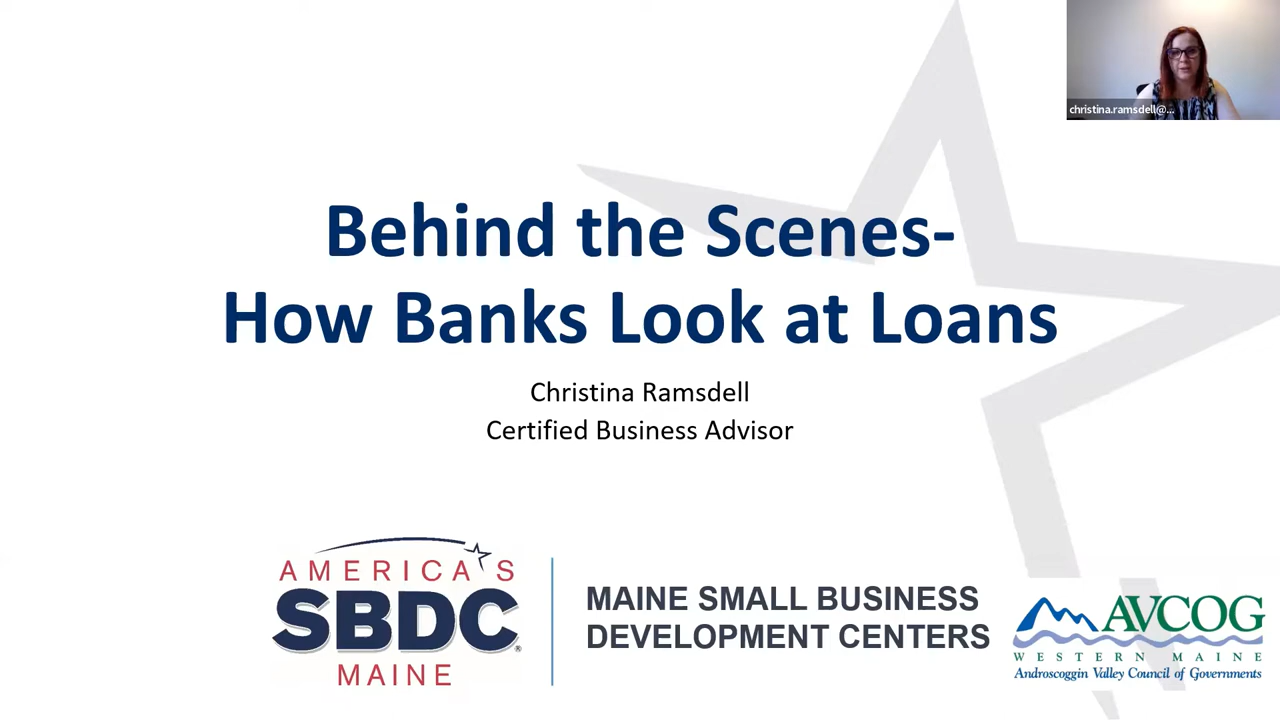 christina.ramsdell@...
Behind the Scenes-
How Banks Look at Loans
Christina Ramsdell
Certified Business Advisor
AMERICA'S
SBDC®
MAINE
MAINE SMALL BUSINESS
DEVELOPMENT CENTERS
AVCOG
WESTERN MAINE
Androscoggin Valley Council of Governments